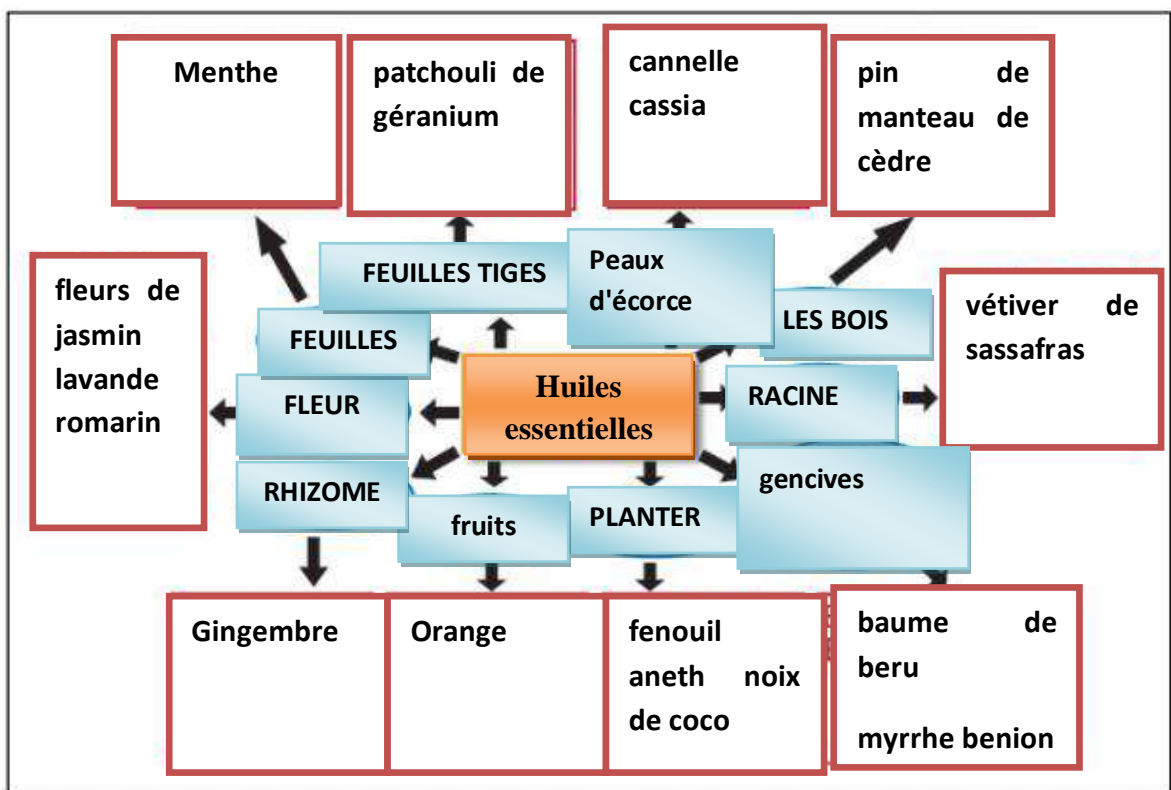 Menthe
patchouli de
géranium
cannelle
cassia
pin de
manteau de
cèdre
fleurs de
jasmin
lavande
romarin
FEUILLES TIGES
Peaux
d'écorce
LES BOIS
vétiver de
sassafras
FEUILLES
Huiles
essentielles
RACINE
FLEUR
RHIZOME
fruits
PLANTER
gencives
Gingembre
Orange
fenouil
aneth noix
de coco
baume de
beru
myrrhe benion